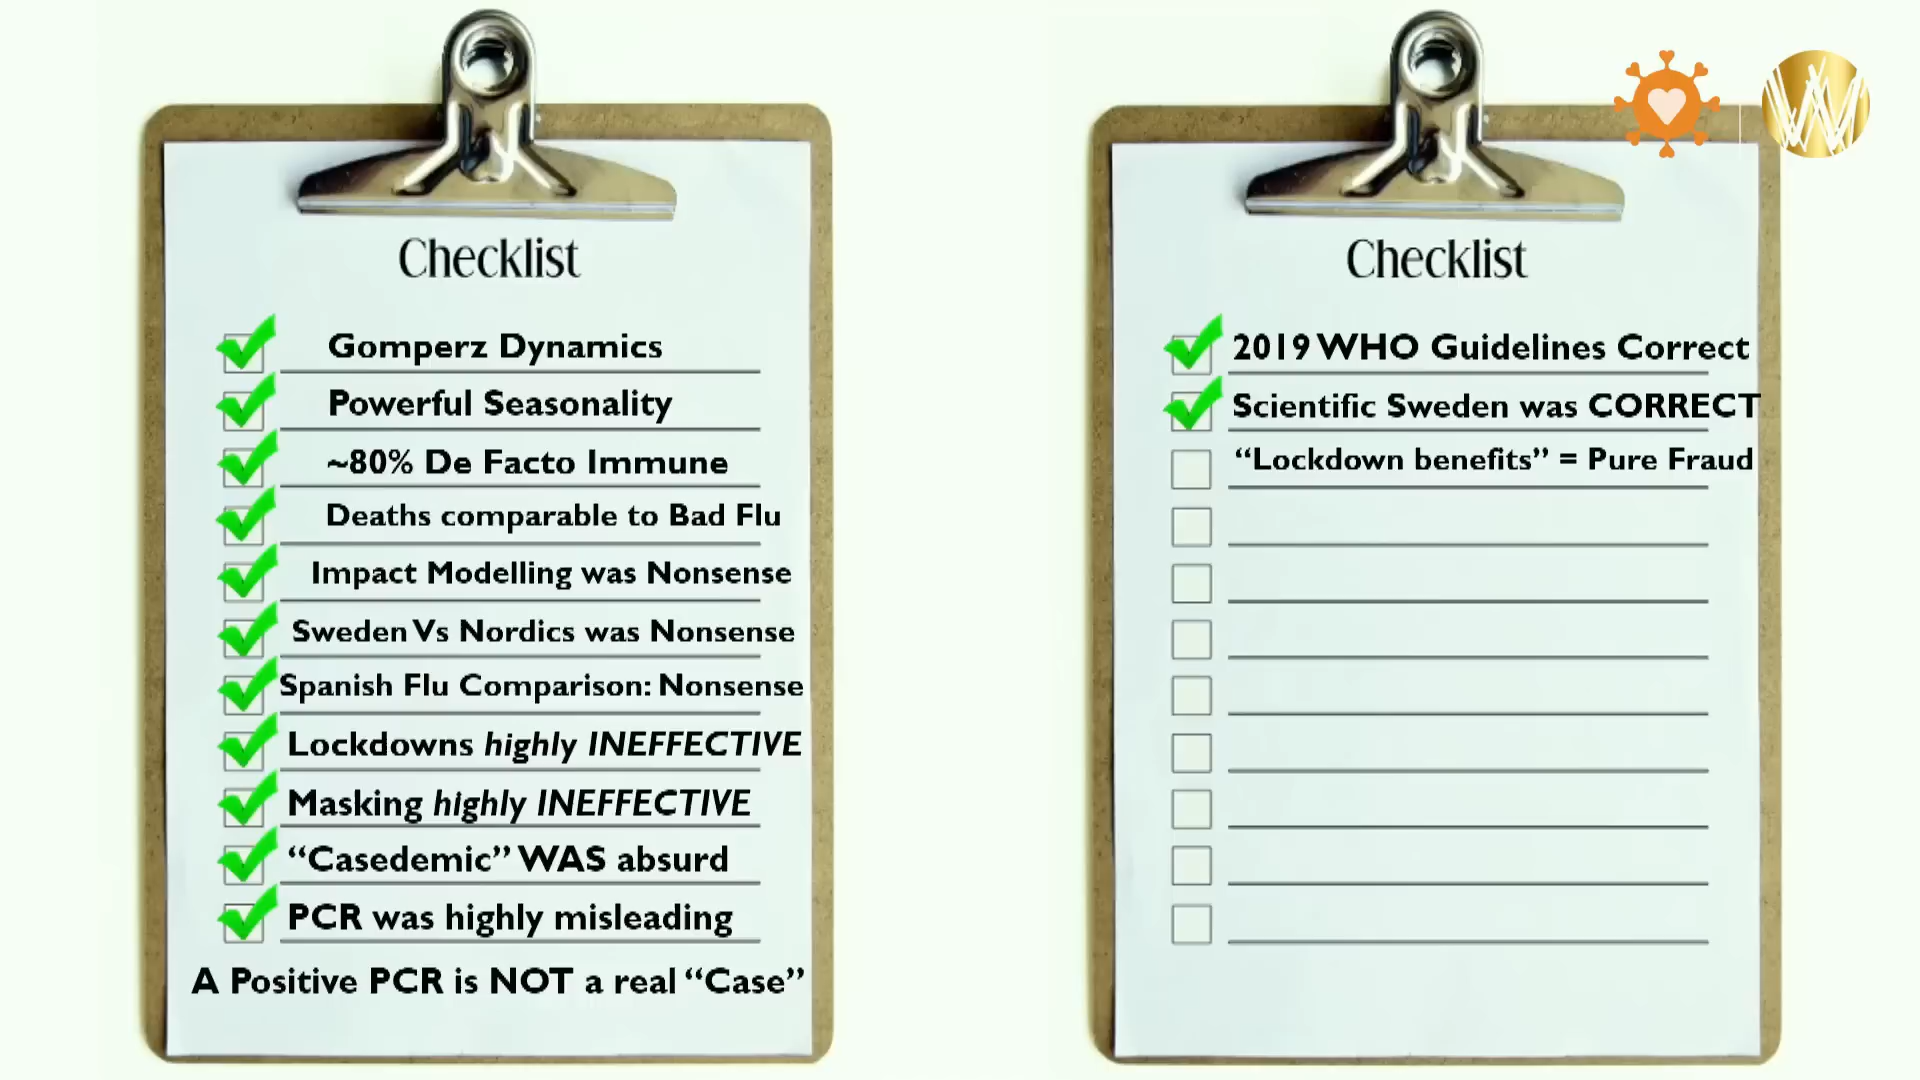 Checklist
Gomperz Dynamics
Powerful Seasonality
~80% De Facto Immune
Deaths comparable to Bad Flu
Impact Modelling was Nonsense
Sweden Vs Nordics was Nonsense
Spanish Flu Comparison: Nonsense
Lockdowns highly INEFFECTIVE
Masking highly INEFFECTIVE
“Casedemic” WAS absurd
PCR was highly misleading
A Positive PCR is NOT a real “Case”
Checklist
2019 WHO Guidelines Correct
Scientific Sweden was CORRECT
“Lockdown benefits” = Pure Fraud